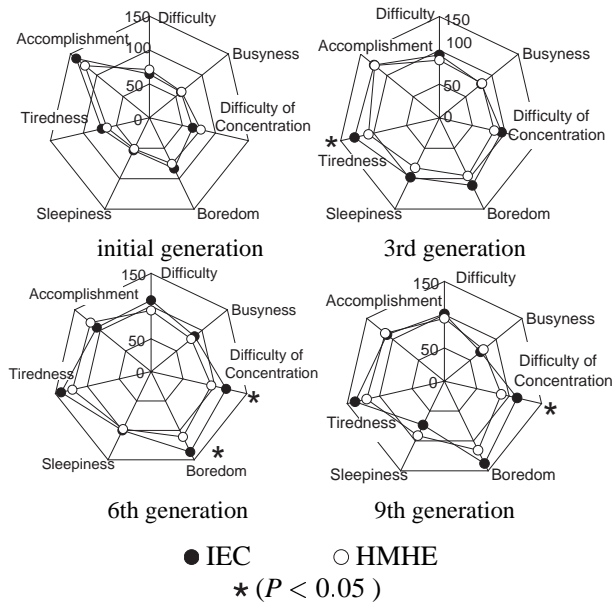 150
Difficulty
Accomplishment
100
Busyness
50
Difficulty of
Concentration
Tiredness
0
Sleepiness
Boredom
initial generation
Difficulty
150
Accomplishment
100
Busyness
50
Difficulty of
Concentration
0
*
Tiredness
Sleepiness
Boredom
3rd generation
150
Difficulty
Accomplishment
Busyness
50
Difficulty of
Concentration
Tiredness
0
*
*
Sleepiness
Boredom
6th generation
150
Difficulty
Accomplishment
Busyness
50
Difficulty of
Concentration
0
*
Tiredness
Sleepiness
Boredom
9th generation
● IEC ○ HMHE
* (P < 0.05 )